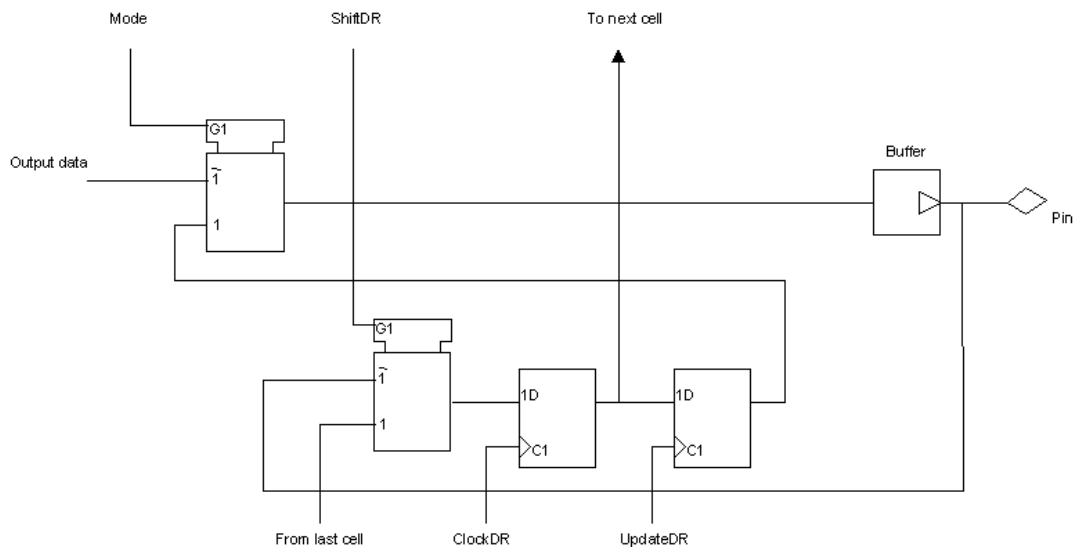 Mode
ShiftDR
To next cell
G1
Output data
1
1
Buffer
Pin
G1
1
1
1D
C1
1D
C1
From last cell
ClockDR
UpdateDR